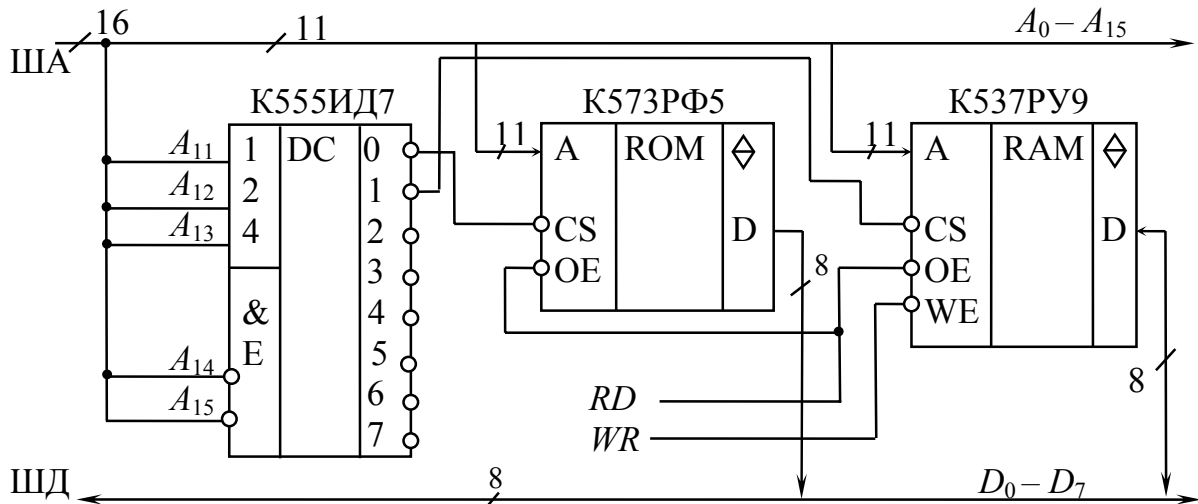 16
11
A0 – A15
ША
К555ИД7
К573РФ5
К537РУ9
A11
1
DC
0
11
A
ROM
11
A
RAM
A12
2
1
A13
4
2
CS
D
CS
D
3
OE
8
OE
&
4
WE
E
5
A14
6
RD
8
A15
7
WR
ШД
8
D0 – D7